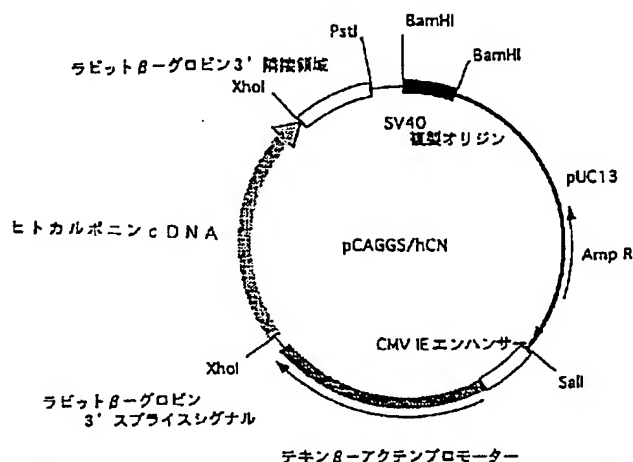 BamHI
PstI
BamHI
ラビットβーグロビン3'隣接領域
XhoI
SV40
複製オリジン
pUC13
ヒトカルポニンcDNA
pCAGGS/hCN
Amp R
CMV IEエンハンサー
XhoI
SalI
ラビットβーグロビン
3'スプライスシグナル
チキンβーアクチンプロモーター